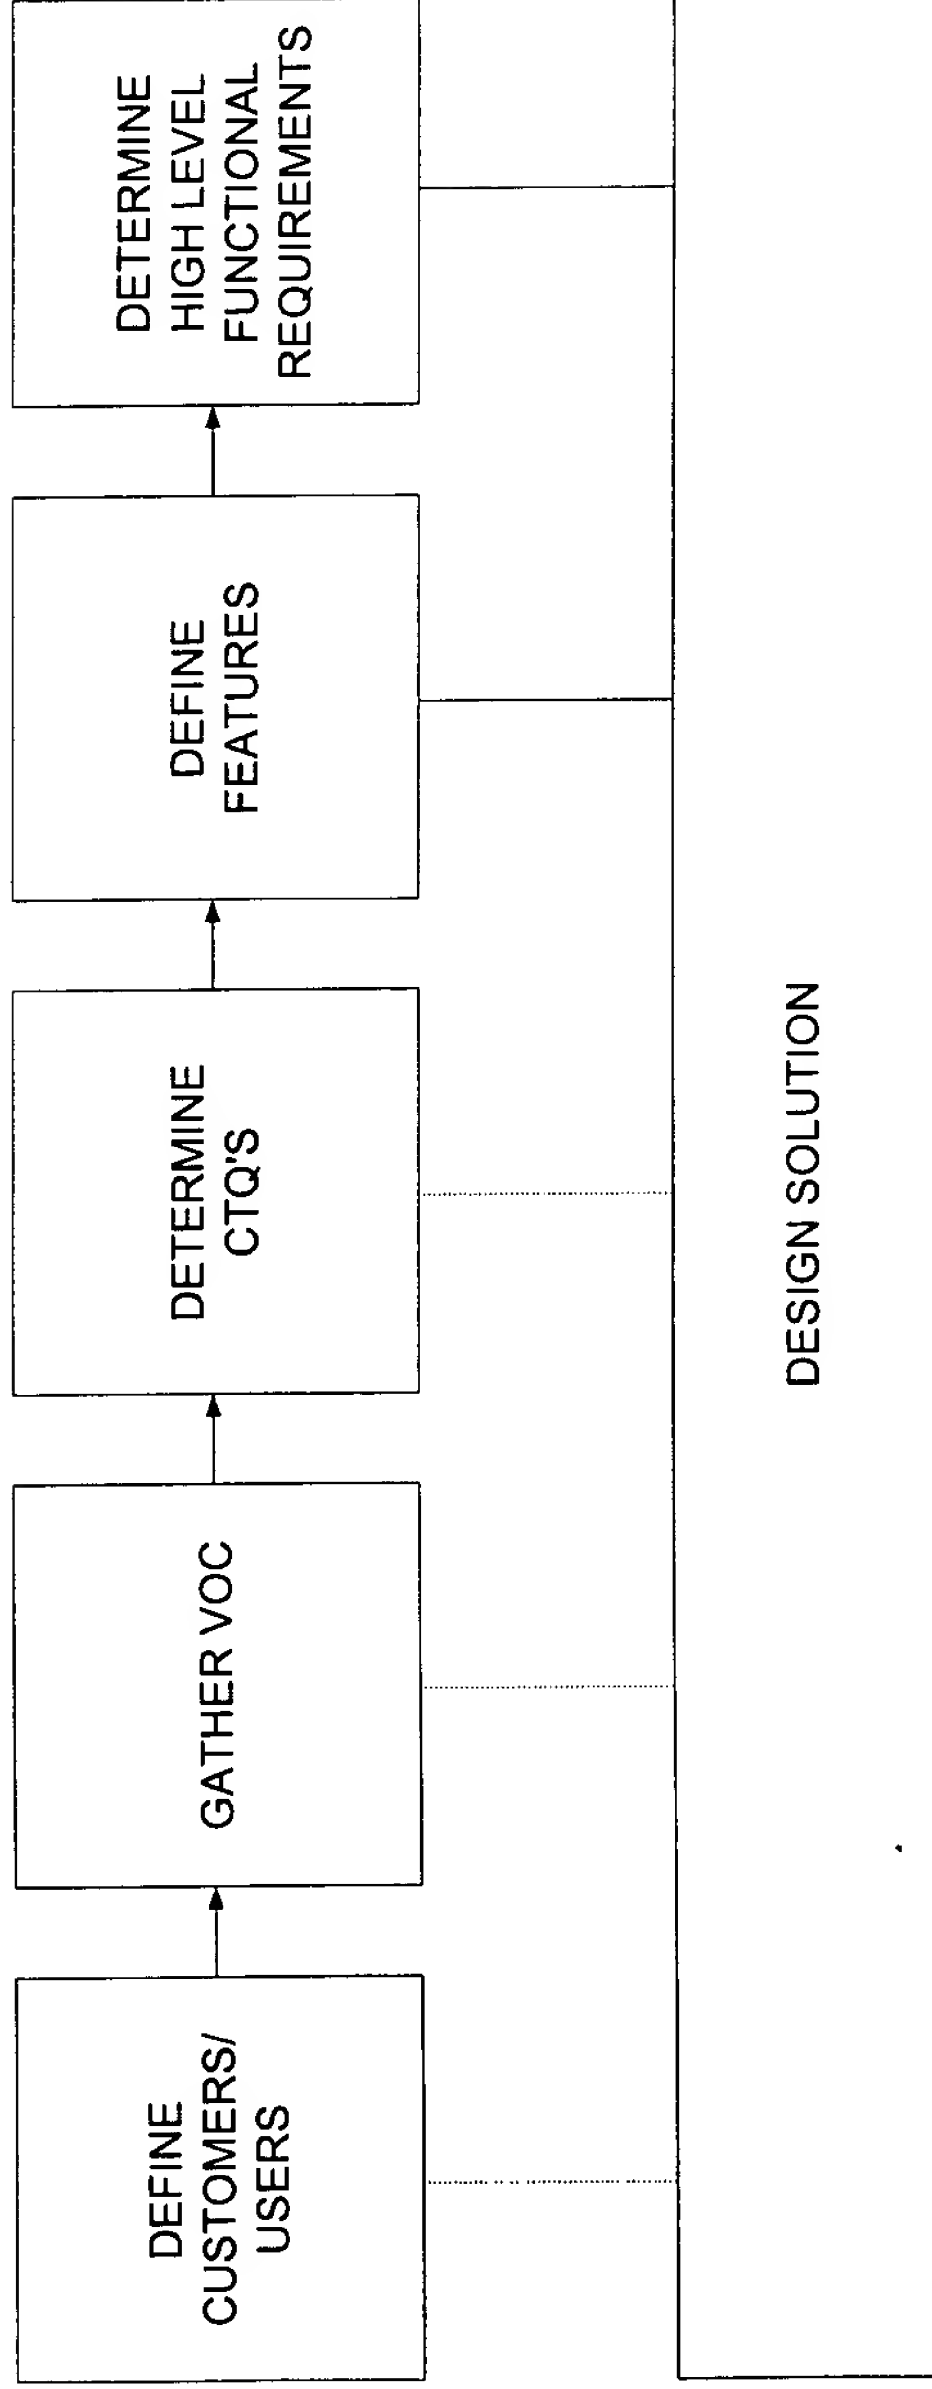 DEFINE
CUSTOMERS/
USERS
GATHER VOC
DETERMINE
CTQ'S
DEFINE
FEATURES
DETERMINE
HIGH LEVEL
FUNCTIONAL
REQUIREMENTS
DESIGN SOLUTION